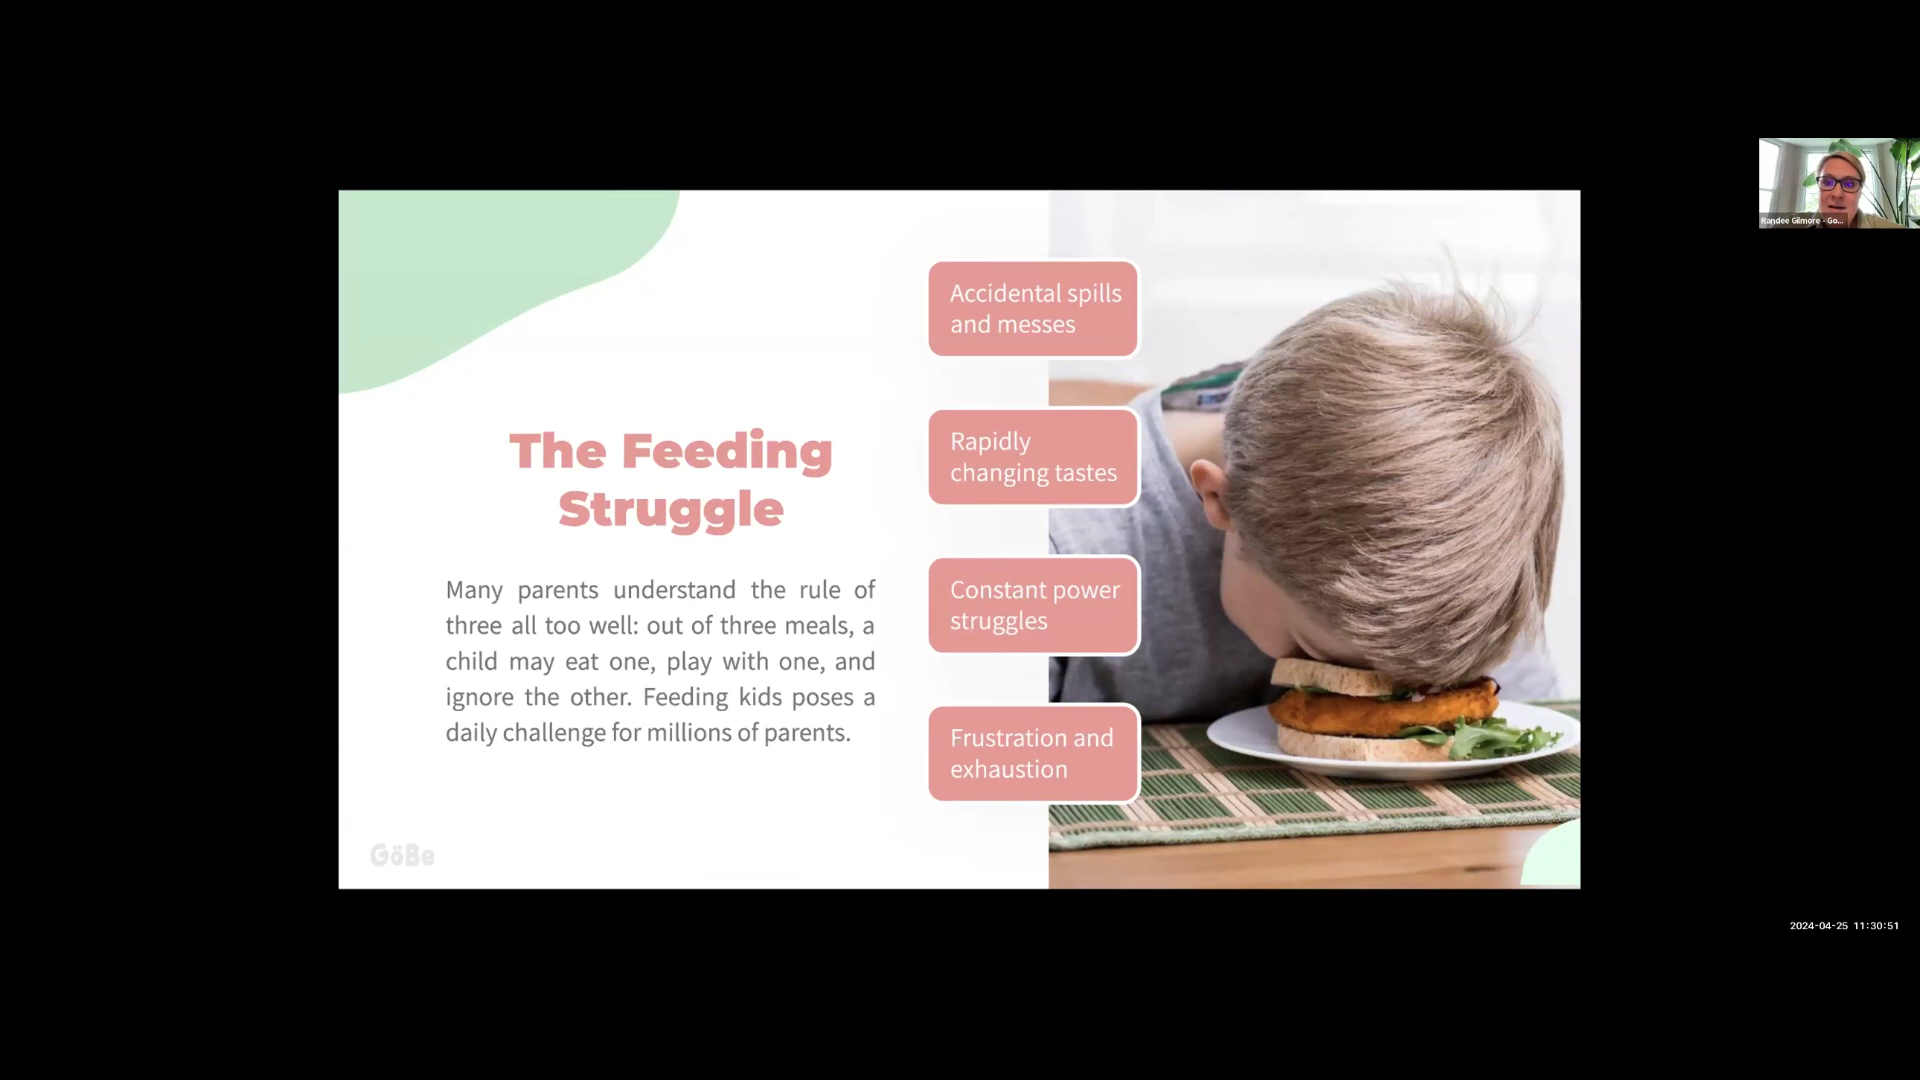 The Feeding
Struggle
Many parents understand the rule of
three all too well: out of three meals, a
child may eat one, play with one, and
ignore the other. Feeding kids poses a
daily challenge for millions of parents.
Accidental spills
and messes
Rapidly
changing tastes
Constant power
struggles
Frustration and
exhaustion
GöBe
Randee Gilmore - Go...
2024-04-25 11:30:51